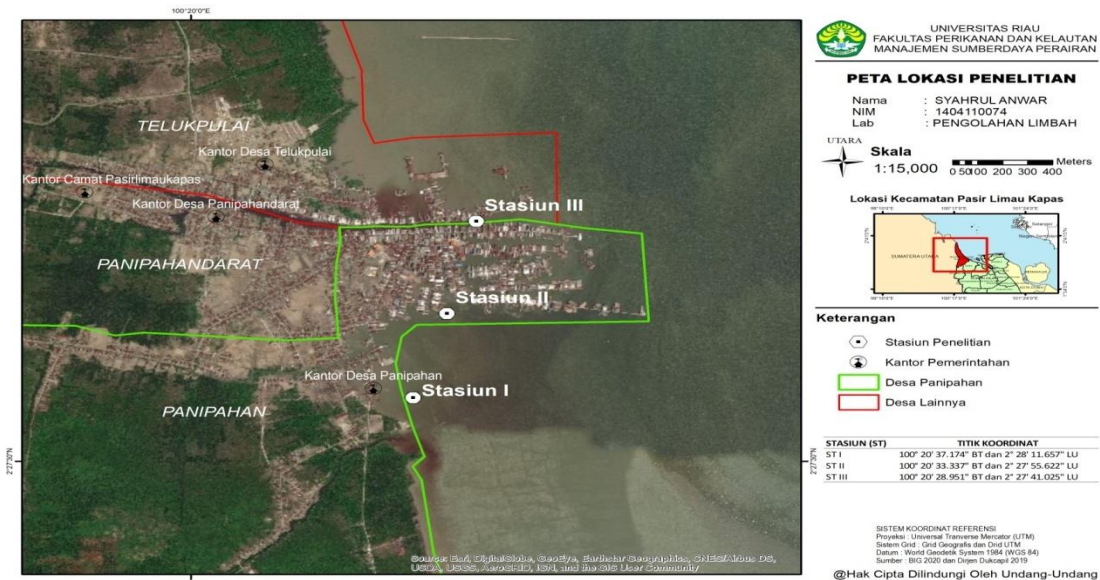 100°20'0"E
TELUKPULAI
Kantor Desa Telukpulai
Kantor Camat Pasirlimaukapas
Kantor Desa Panipahandarat
Stasiun III
PANIPAHANDARAT
Stasiun II
Kantor Desa Panipahan
Stasiun I
PANIPAHAN
2°27'30"N
2°27'30"N
Source: Esri, DigitalGlobe, GeoEye, Earthstar Geographics, CNES/Airbus DS,
USDA, USGS, AeroGRID, IGN, and the GIS User Community
UNIVERSITAS RIAU
FAKULTAS PERIKANAN DAN KELAUTAN
MANAJEMEN SUMBERDAYA PERAIRAN
PETA LOKASI PENELITIAN
Nama : SYAHRUL ANWAR
NIM : 1404110074
Lab : PENGOLAHAN LIMBAH
UTARA
Skala
1:15,000
Meters
0 50100 200 300 400
Lokasi Kecamatan Pasir Limau Kapas
SUMATERA UTARA
Keterangan
Stasiun Penelitian
Kantor Pemerintahan
Desa Panipahan
Desa Lainnya
STASIUN (ST) TITIK KOORDINAT
ST I 100° 20' 37.174" BT dan 2° 28' 11.657" LU
ST II 100° 20' 33.337" BT dan 2° 27' 55.622" LU
ST III 100° 20' 28.951" BT dan 2° 27' 41.025" LU
SISTEM KOORDINAT REFERENSI
Proyeksi : Universal Tranverse Mercator (UTM)
Sistem Grid : Grid Geografis dan Drid UTM
Datum : World Geodetik System 1984 (WGS 84)
Sumber : BIG 2020 dan Dirjen Dukcapil 2019
@Hak Cipta Dilindungi Oleh Undang-Undang